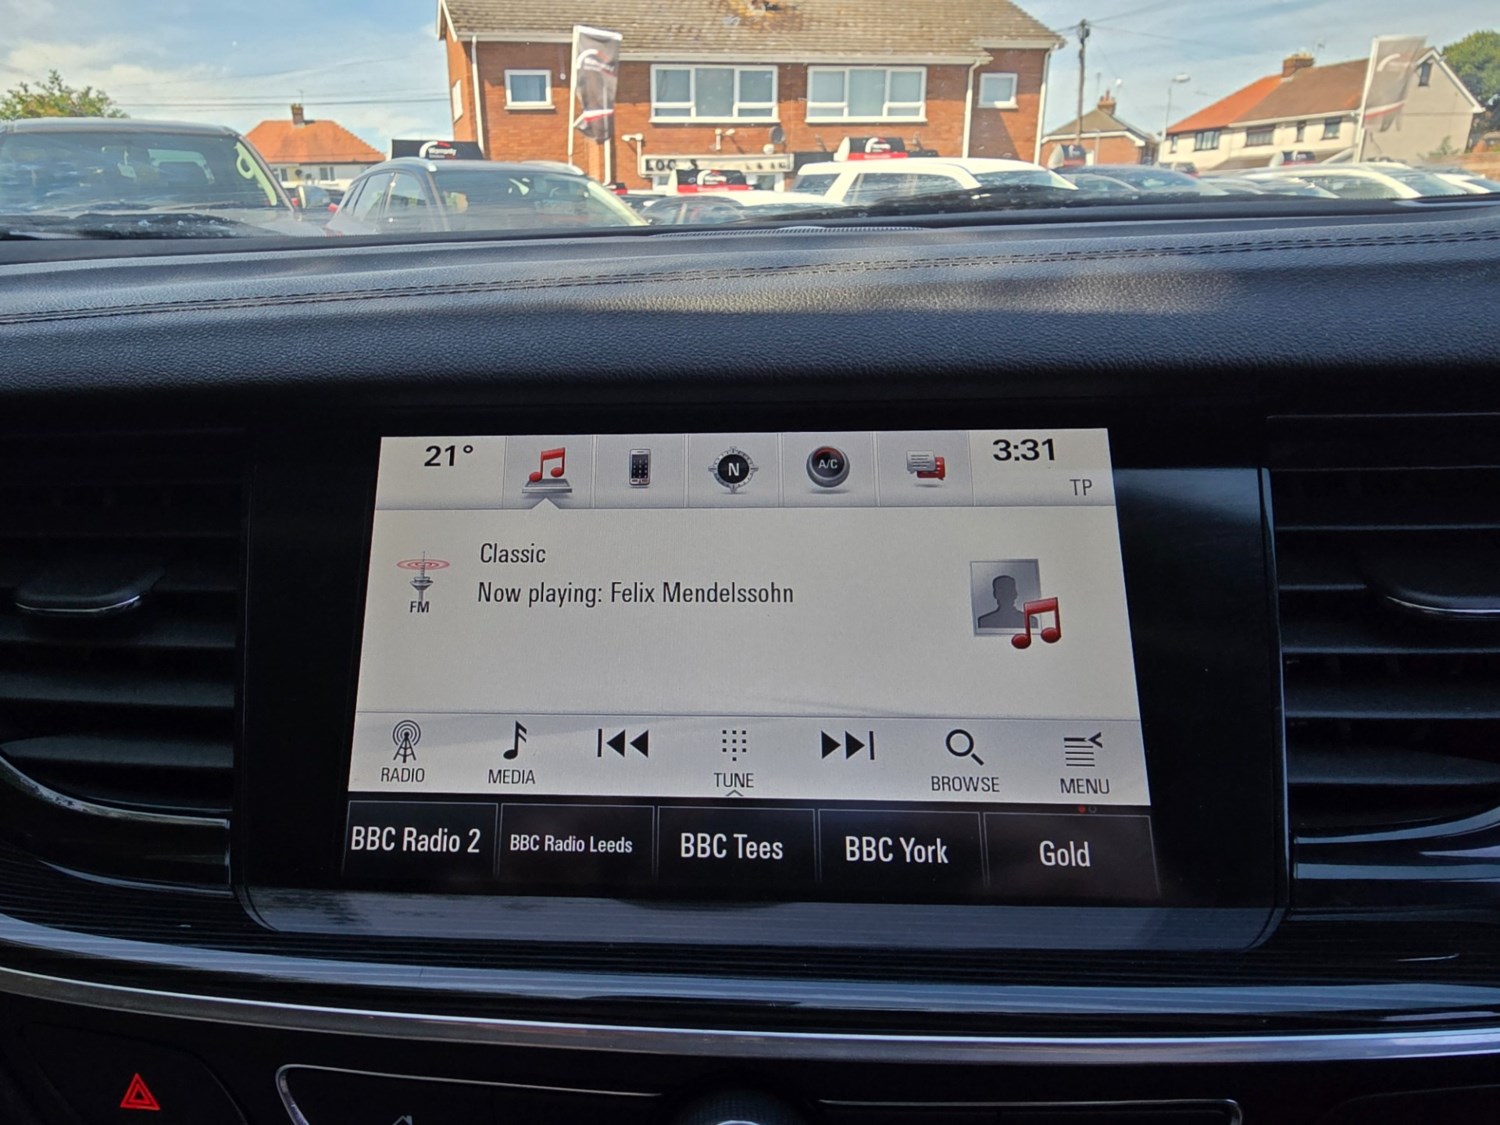 21°
N
A/C
3:31
TP
FM
Classic
Now playing: Felix Mendelssohn
RADIO
MEDIA
TUNE
BROWSE
MENU
BBC Radio 2
BBC Radio Leeds
BBC Tees
BBC York
Gold